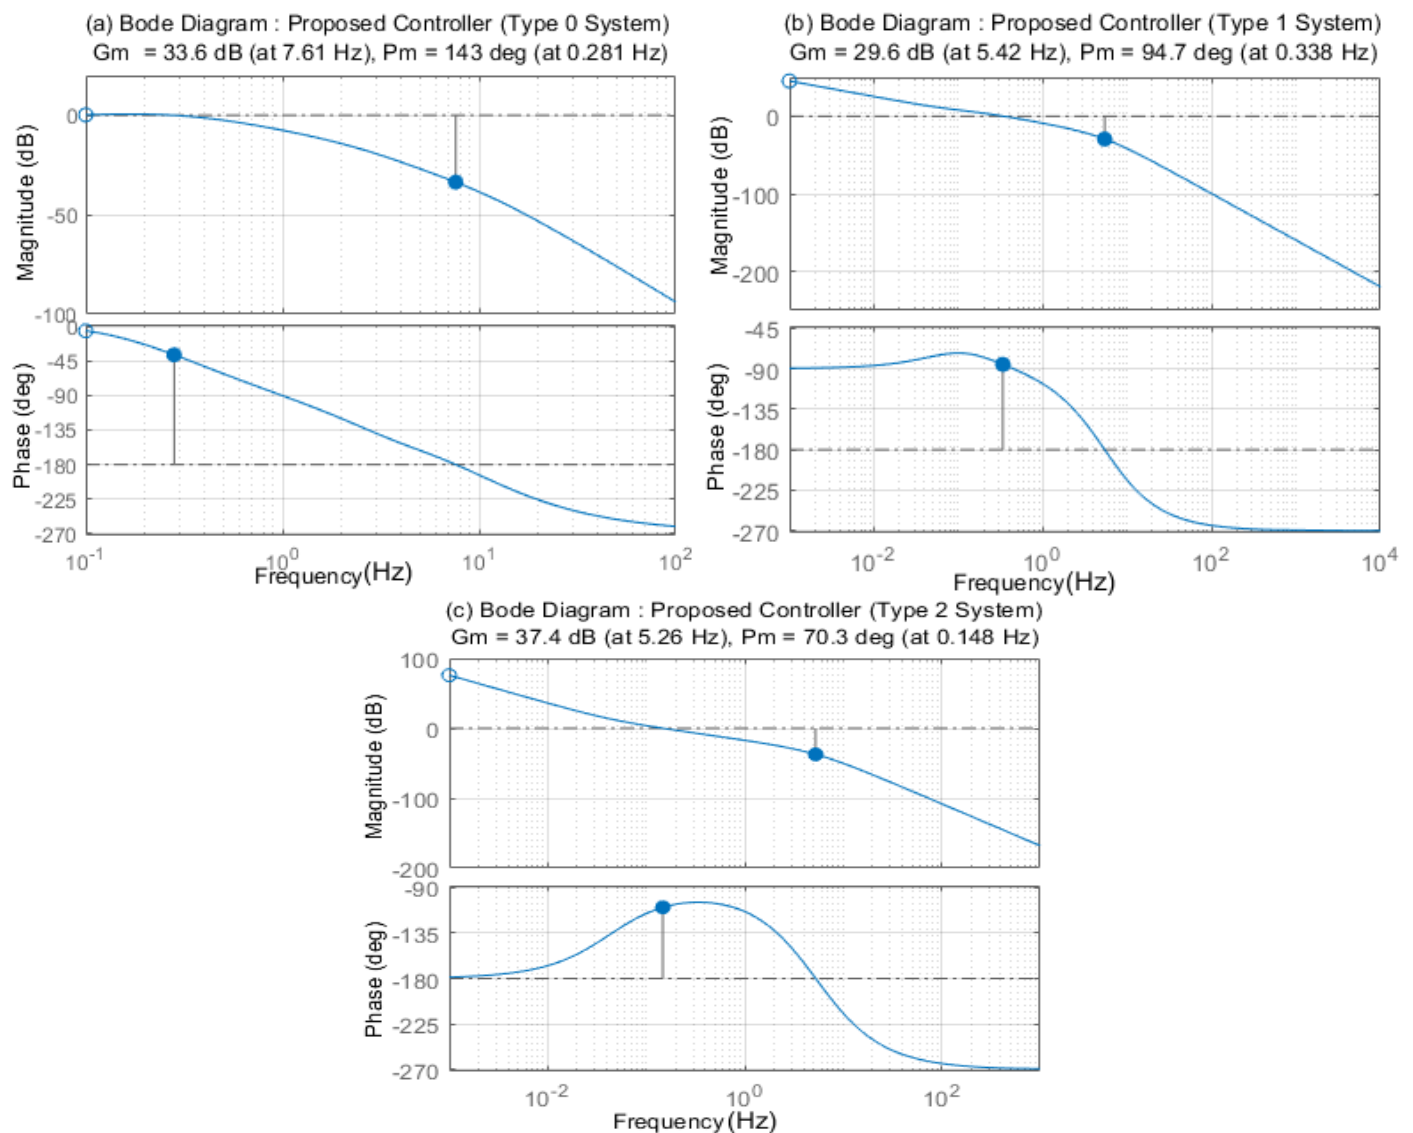 (a) Bode Diagram : Proposed Controller (Type 0 System)
Gm = 33.6 dB (at 7.61 Hz), Pm = 143 deg (at 0.281 Hz)
Magnitude (dB)
0
-50
-100
Phase (deg)
0
-45
-90
-135
-180
-225
-270
10^-1
10^0
10^1
10^2
Frequency(Hz)
(b) Bode Diagram : Proposed Controller (Type 1 System)
Gm = 29.6 dB (at 5.42 Hz), Pm = 94.7 deg (at 0.338 Hz)
Magnitude (dB)
0
-100
-200
Phase (deg)
-45
-90
-135
-180
-225
-270
10^-2
10^0
10^2
10^4
Frequency(Hz)
(c) Bode Diagram : Proposed Controller (Type 2 System)
Gm = 37.4 dB (at 5.26 Hz), Pm = 70.3 deg (at 0.148 Hz)
Magnitude (dB)
100
0
-100
-200
Phase (deg)
-90
-135
-180
-225
-270
10^-2
10^0
10^2
Frequency(Hz)